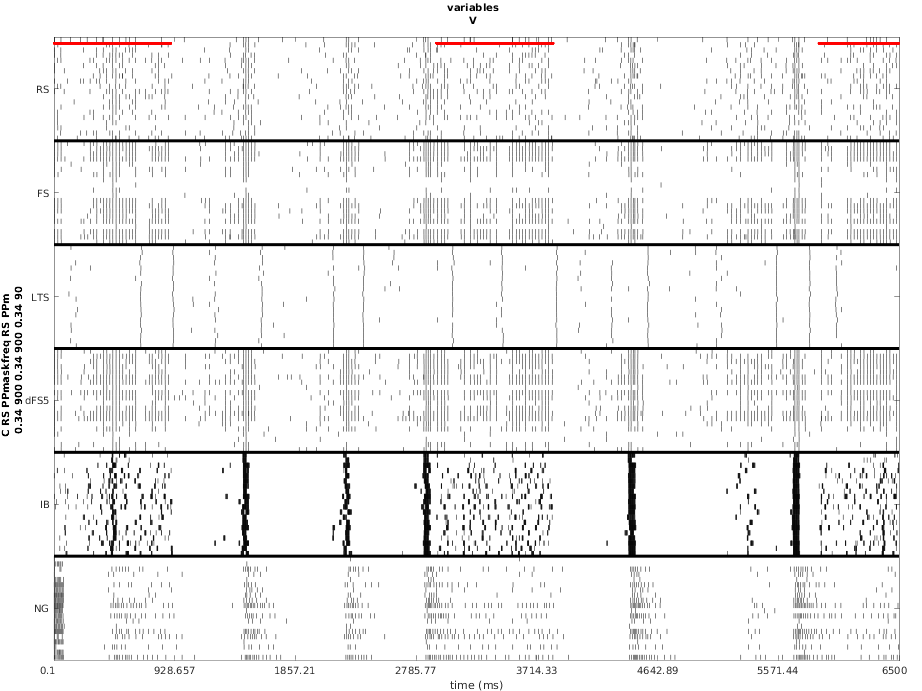 variables
V
C RS PPmaskfreq RS PPm
0.34 900 0.34 900 0.34 90
RS
FS
LTS
dFS5
IB
NG
0.1 928.657 1857.21 2785.77 3714.33 4642.89 5571.44 6500
time (ms)